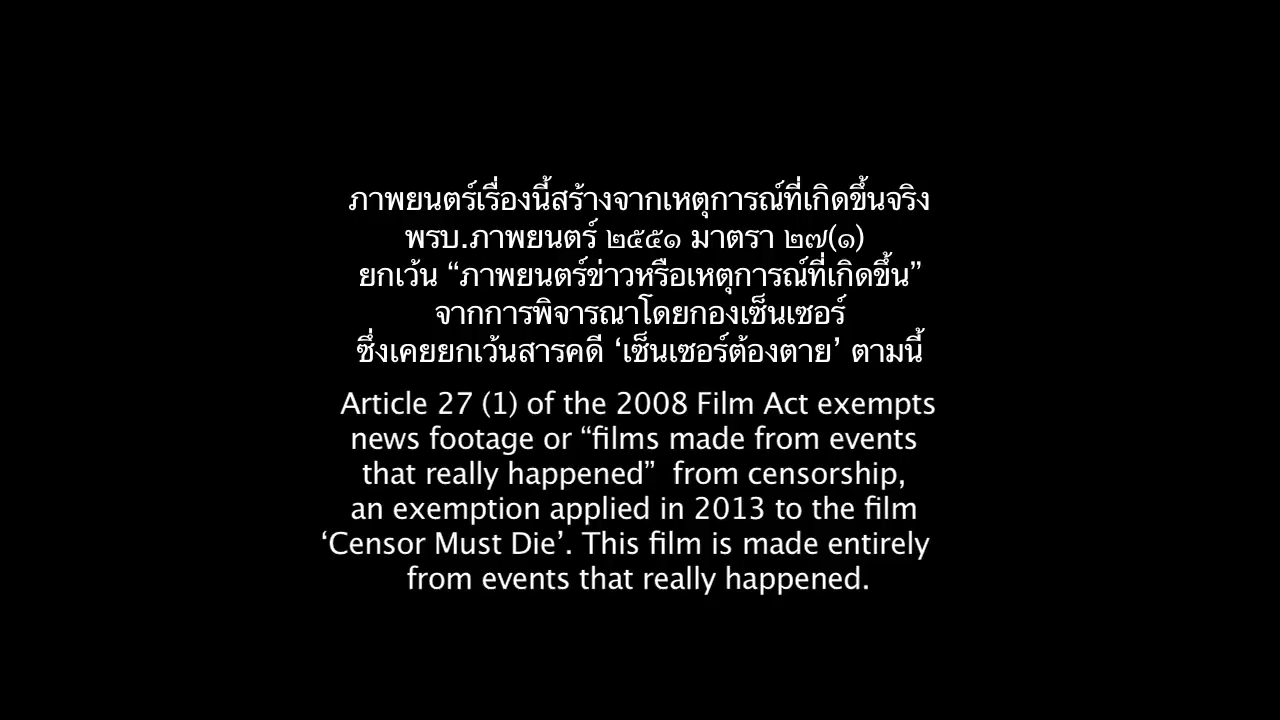 ภาพยนตร์เรื่องนี้สร้างจากเหตุการณ์ที่เกิดขึ้นจริง
พรบ.ภาพยนตร์ ๒๕๕๑ มาตรา ๒๗(๑)
ยกเว้น “ภาพยนตร์ข่าวหรือเหตุการณ์ที่เกิดขึ้น”
จากการพิจารณาโดยกองเซ็นเซอร์
ซึ่งเคยยกเว้นสารคดี ‘เซ็นเซอร์ต้องตาย’ ตามนี้
Article 27 (1) of the 2008 Film Act exempts
news footage or “films made from events
that really happened” from censorship,
an exemption applied in 2013 to the film
‘Censor Must Die’. This film is made entirely
from events that really happened.